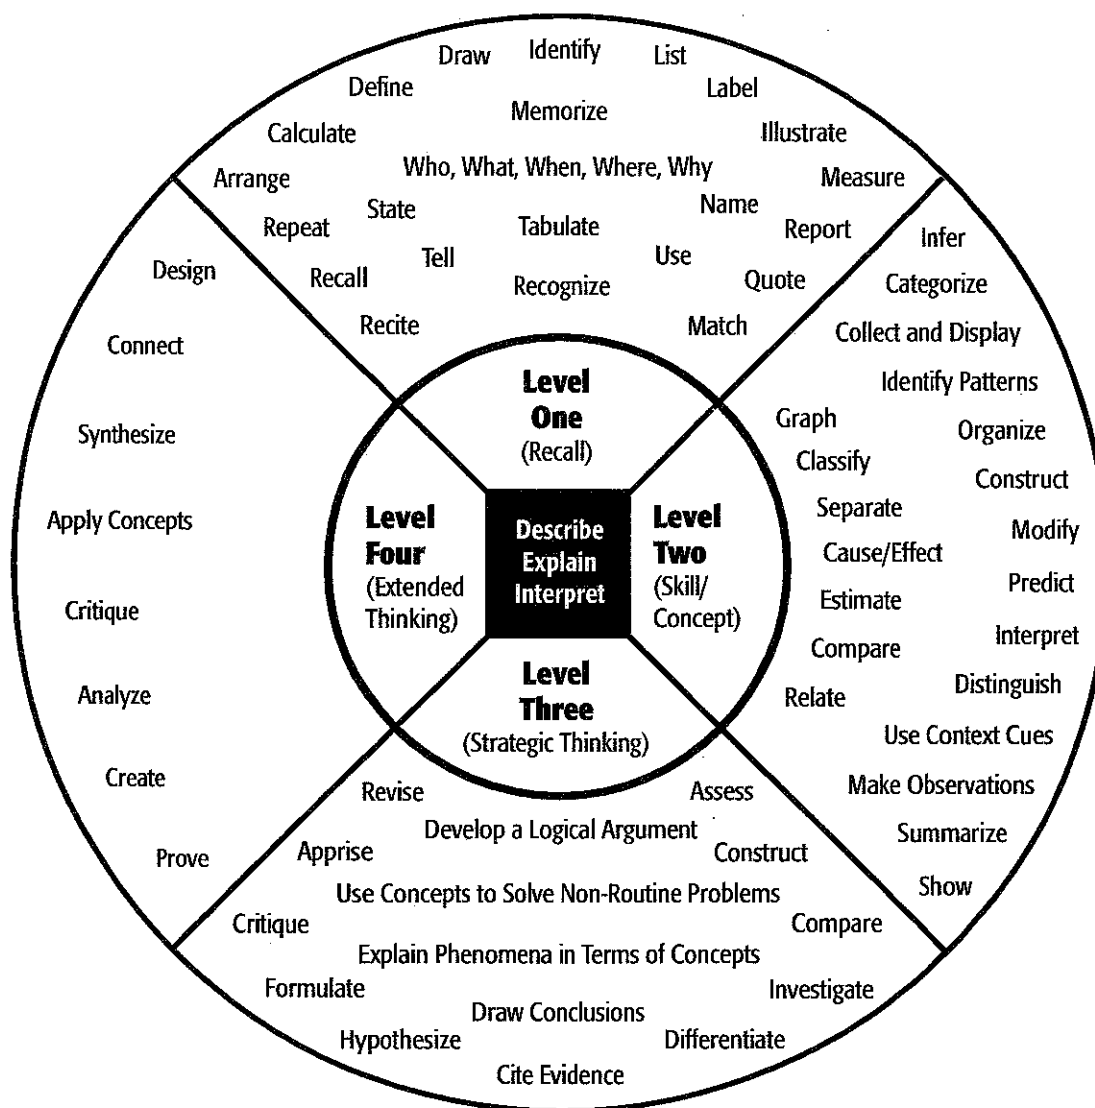 Draw
Identify
List
Define
Label
Memorize
Calculate
Illustrate
Who, What, When, Where, Why
Arrange
Measure
State
Name
Repeat
Tabulate
Report
Tell
Use
Recall
Recognize
Quote
Recite
Match
Level
One
(Recall)
Infer
Categorize
Collect and Display
Identify Patterns
Graph
Organize
Classify
Construct
Separate
Modify
Cause/Effect
Predict
Estimate
Interpret
Compare
Distinguish
Relate
Use Context Cues
Make Observations
Summarize
Show
Level
Two
(Skill/
Concept)
Describe
Explain
Interpret
Level
Three
(Strategic Thinking)
Revise
Assess
Develop a Logical Argument
Apprise
Construct
Use Concepts to Solve Non-Routine Problems
Critique
Compare
Explain Phenomena in Terms of Concepts
Formulate
Investigate
Draw Conclusions
Hypothesize
Differentiate
Cite Evidence
Level
Four
(Extended
Thinking)
Design
Connect
Synthesize
Apply Concepts
Critique
Analyze
Create
Prove